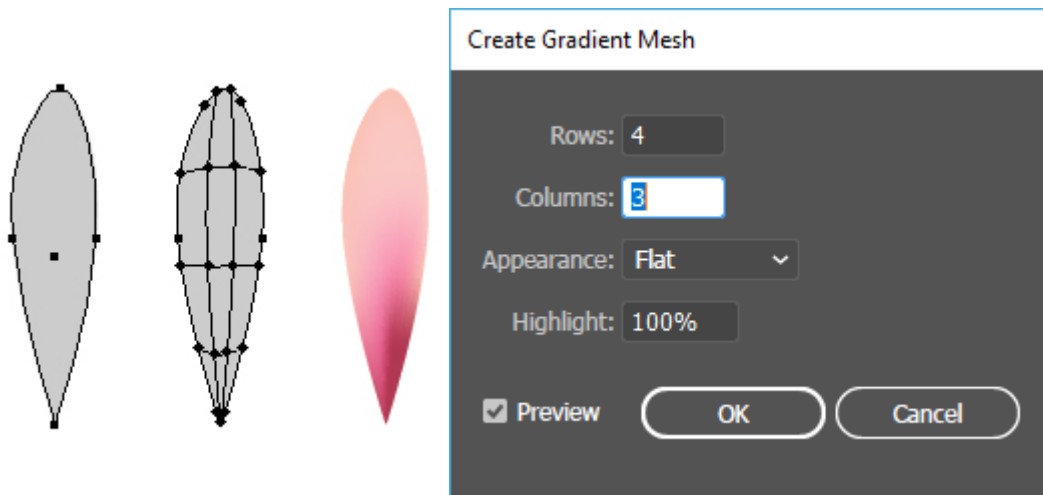 Create Gradient Mesh
Rows: 4
Columns: 3
Appearance: Flat
Highlight: 100%
Preview OK Cancel